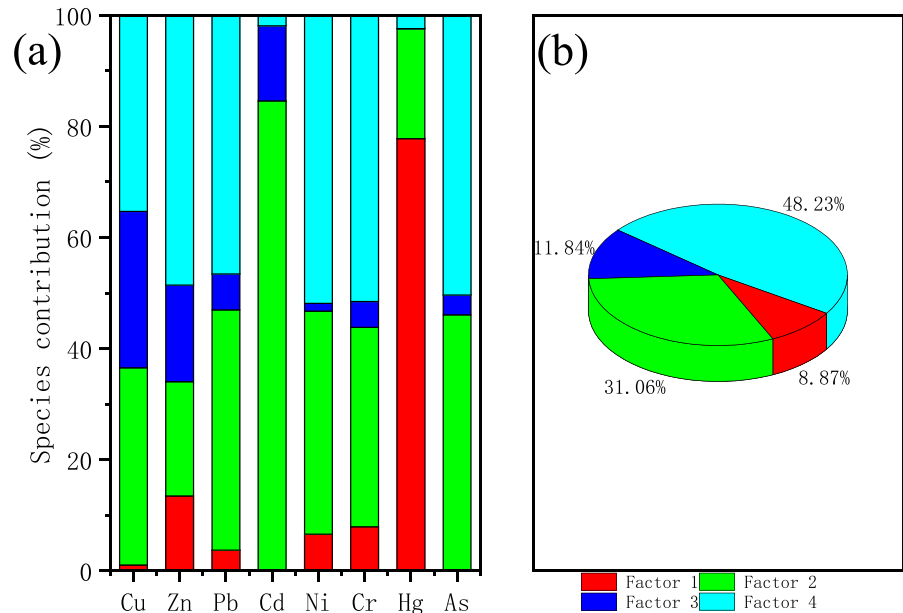 (a)
Species contribution (%)
100
80
60
40
20
0
Cu Zn Pb Cd Ni Cr Hg As
(b)
48.23%
11.84%
31.06%
8.87%
Factor 1 Factor 2
Factor 3 Factor 4